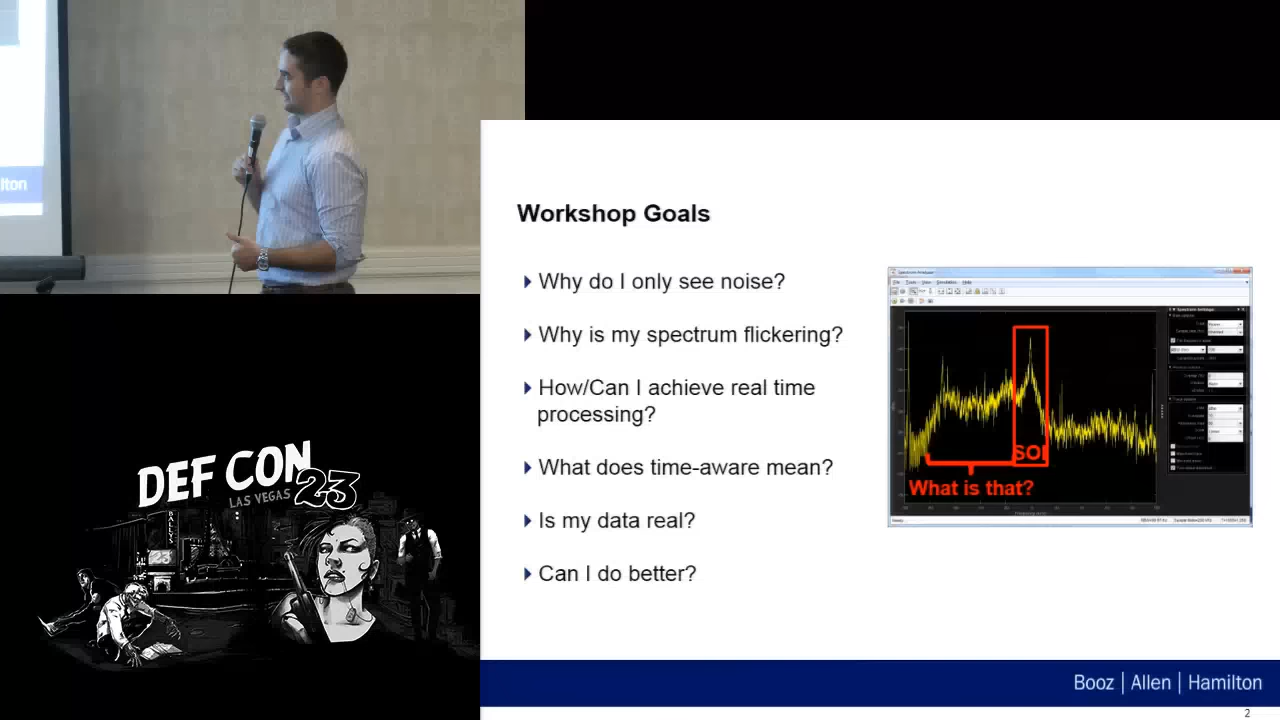 lton
Workshop Goals
Why do I only see noise?
Why is my spectrum flickering?
How/Can I achieve real time
processing?
What does time-aware mean?
Is my data real?
Can I do better?
SOI
What is that?
DEF CON
LAS VEGAS 23
BALLY'S
Booz | Allen | Hamilton
2